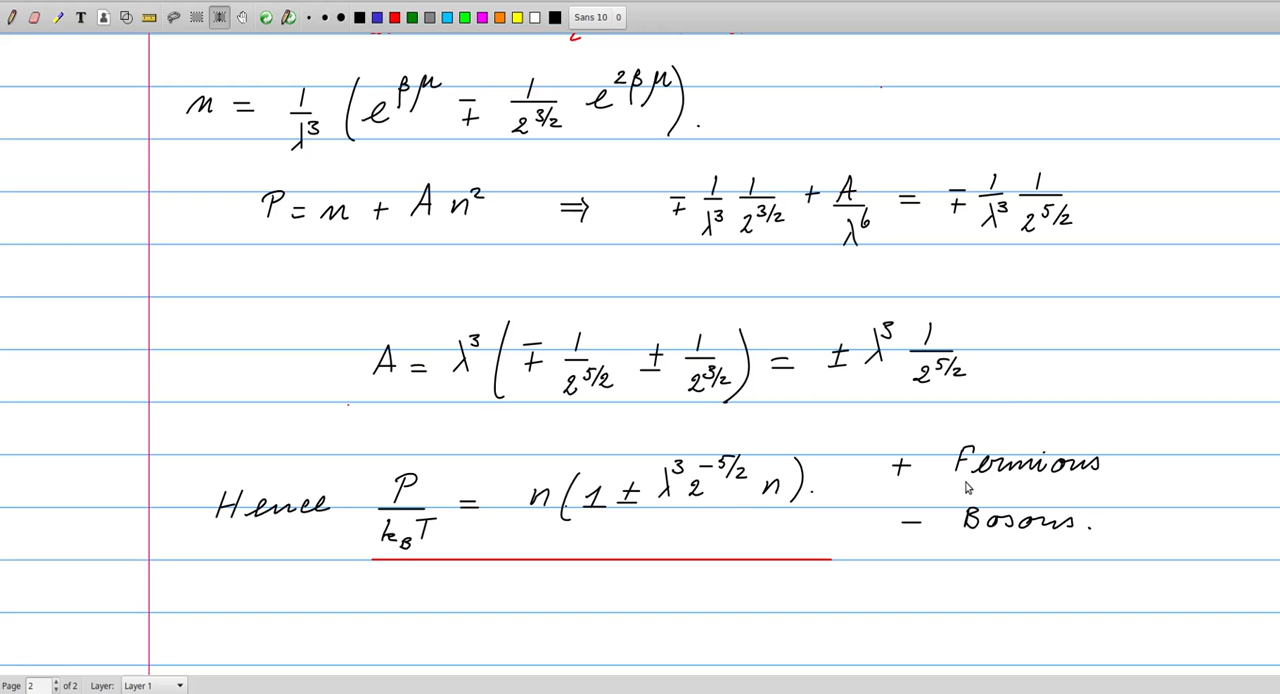 Sans 10 0
n = 1/λ³ (e^{βμ} ∓ 1/2^{3/2} e^{2βμ}).
P = n + A n² ⇒ ∓ 1/λ³ 1/2^{3/2} + A/λ⁶ = ∓ 1/λ³ 1/2^{5/2}
A = λ³ (∓ 1/2^{5/2} ± 1/2^{3/2}) = ± λ³ 1/2^{5/2}
Hence P/k_BT = n(1 ± λ³ 2^{-5/2} n). + Fermions
− Bosons.
Page 2 of 2 Layer: Layer 1